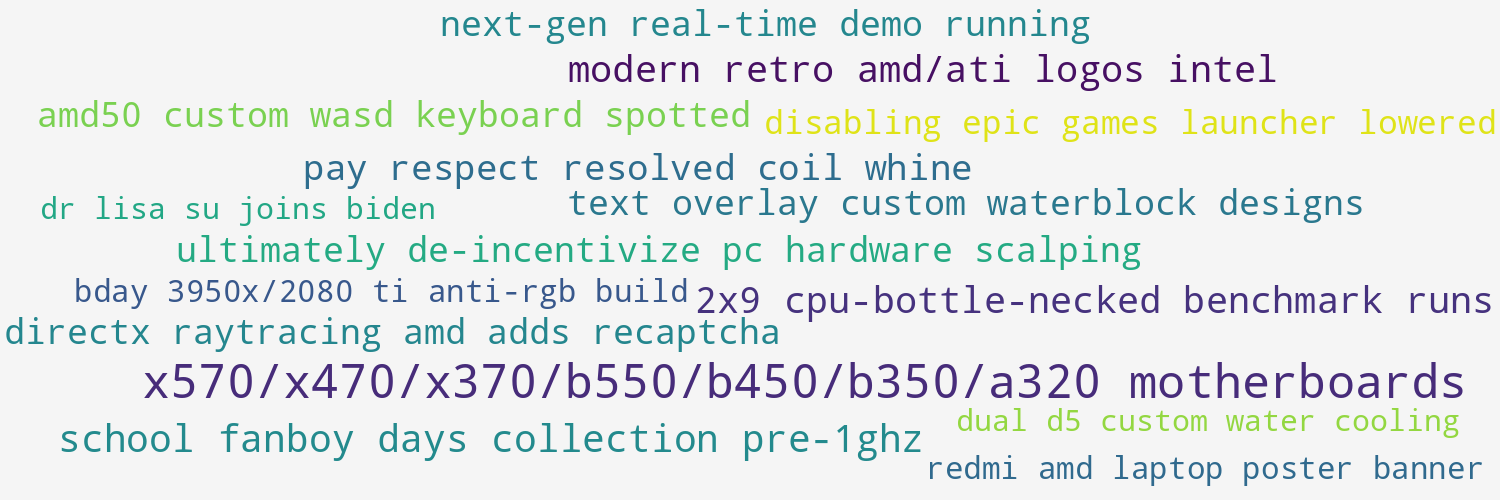 next-gen real-time demo running
modern retro amd/ati logos intel
amd50 custom wasd keyboard spotted
disabling epic games launcher lowered
pay respect resolved coil whine
dr lisa su joins biden
text overlay custom waterblock designs
ultimately de-incentivize pc hardware scalping
bday 3950x/2080 ti anti-rgb build
2x9 cpu-bottle-necked benchmark runs
directx raytracing amd adds recaptcha
x570/x470/x370/b550/b450/b350/a320 motherboards
school fanboy days collection pre-1ghz
dual d5 custom water cooling
redmi amd laptop poster banner